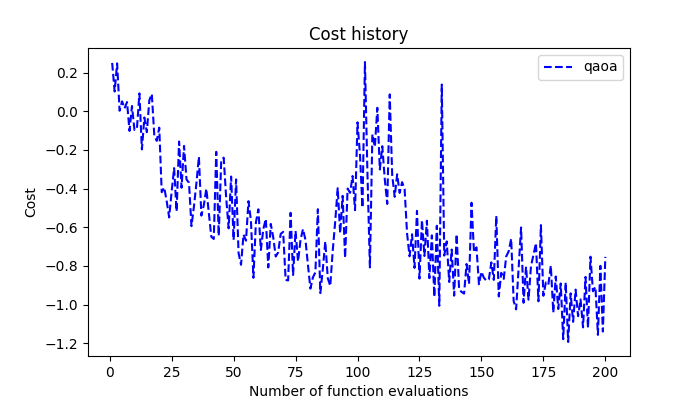 Cost history
qaoa
Cost
0.2
0.0
−0.2
−0.4
−0.6
−0.8
−1.0
−1.2
0 25 50 75 100 125 150 175 200
Number of function evaluations